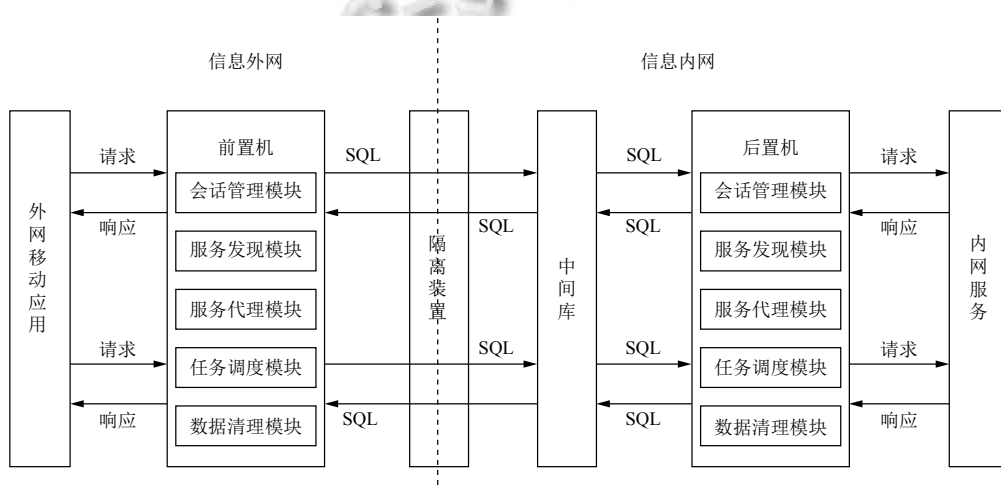 信息外网
信息内网
外网移动应用
请求
响应
请求
响应
前置机
会话管理模块
服务发现模块
服务代理模块
任务调度模块
数据清理模块
SQL
SQL
SQL
SQL
隔离装置
中间库
SQL
SQL
SQL
SQL
后置机
会话管理模块
服务发现模块
服务代理模块
任务调度模块
数据清理模块
请求
响应
请求
响应
内网服务